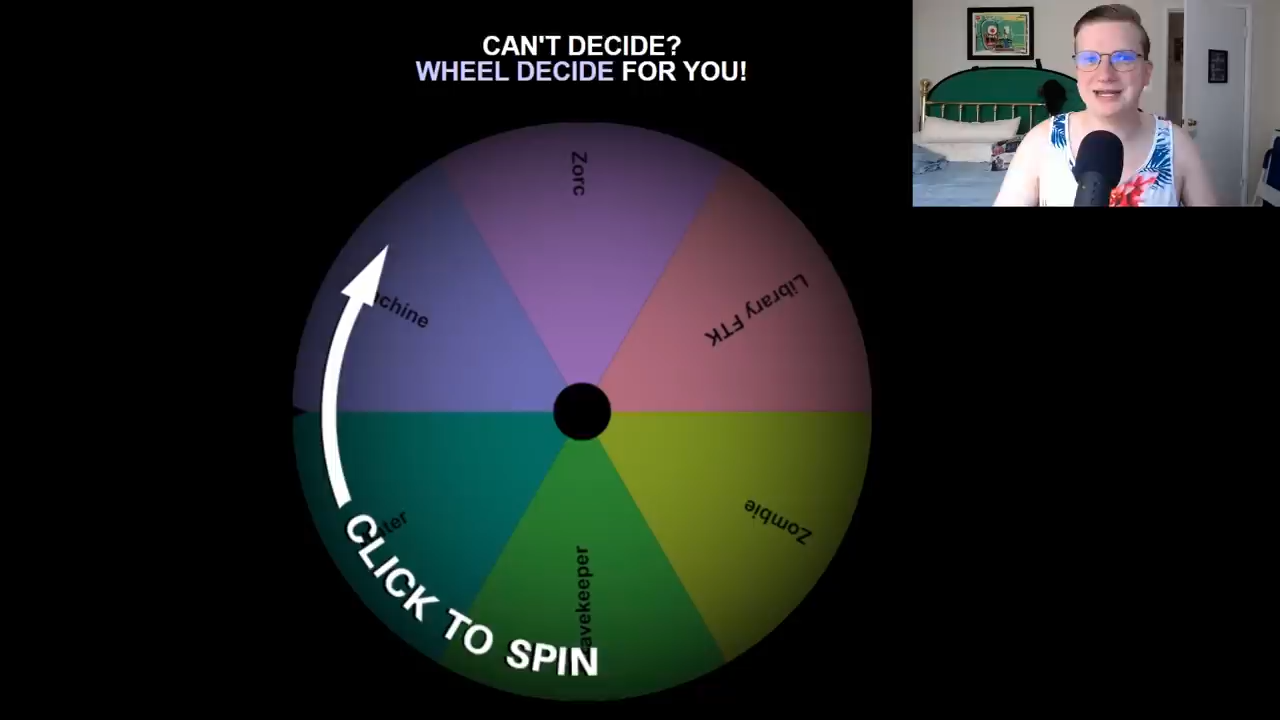 CAN'T DECIDE?
WHEEL DECIDE FOR YOU!
Zorc
Library FTK
Zombie
CLICK TO SPIN